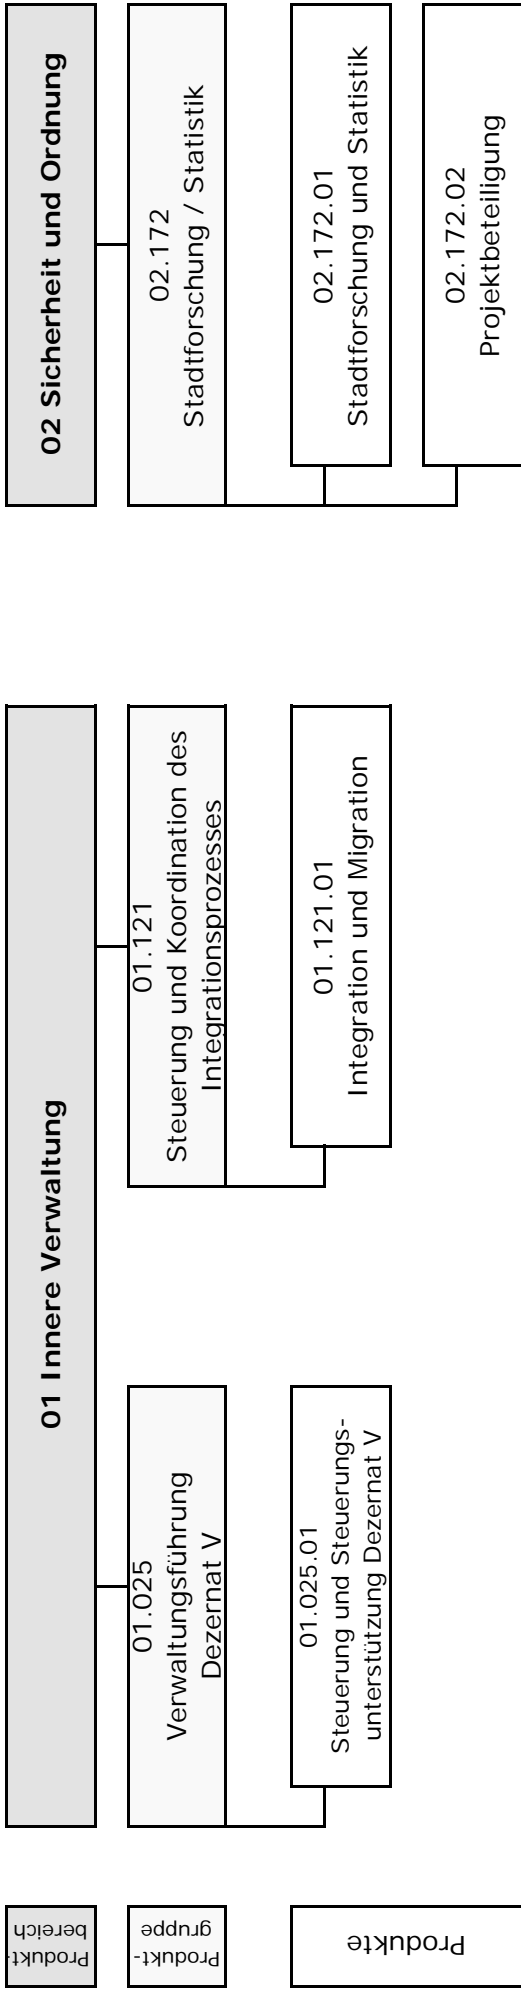 Produkt-
bereich
01 Innere Verwaltung
02 Sicherheit und Ordnung
Produkt-
gruppe
01.025
Verwaltungsführung
Dezernat V
01.121
Steuerung und Koordination des
Integrationsprozesses
02.172
Stadtforschung / Statistik
Produkte
01.025.01
Steuerung und Steuerungs-
unterstützung Dezernat V
01.121.01
Integration und Migration
02.172.01
Stadtforschung und Statistik
02.172.02
Projektbeteiligung